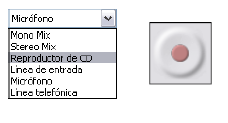 Micrófono
Mono Mix
Stereo Mix
Reproductor de CD
Línea de entrada
Micrófono
Línea telefónica